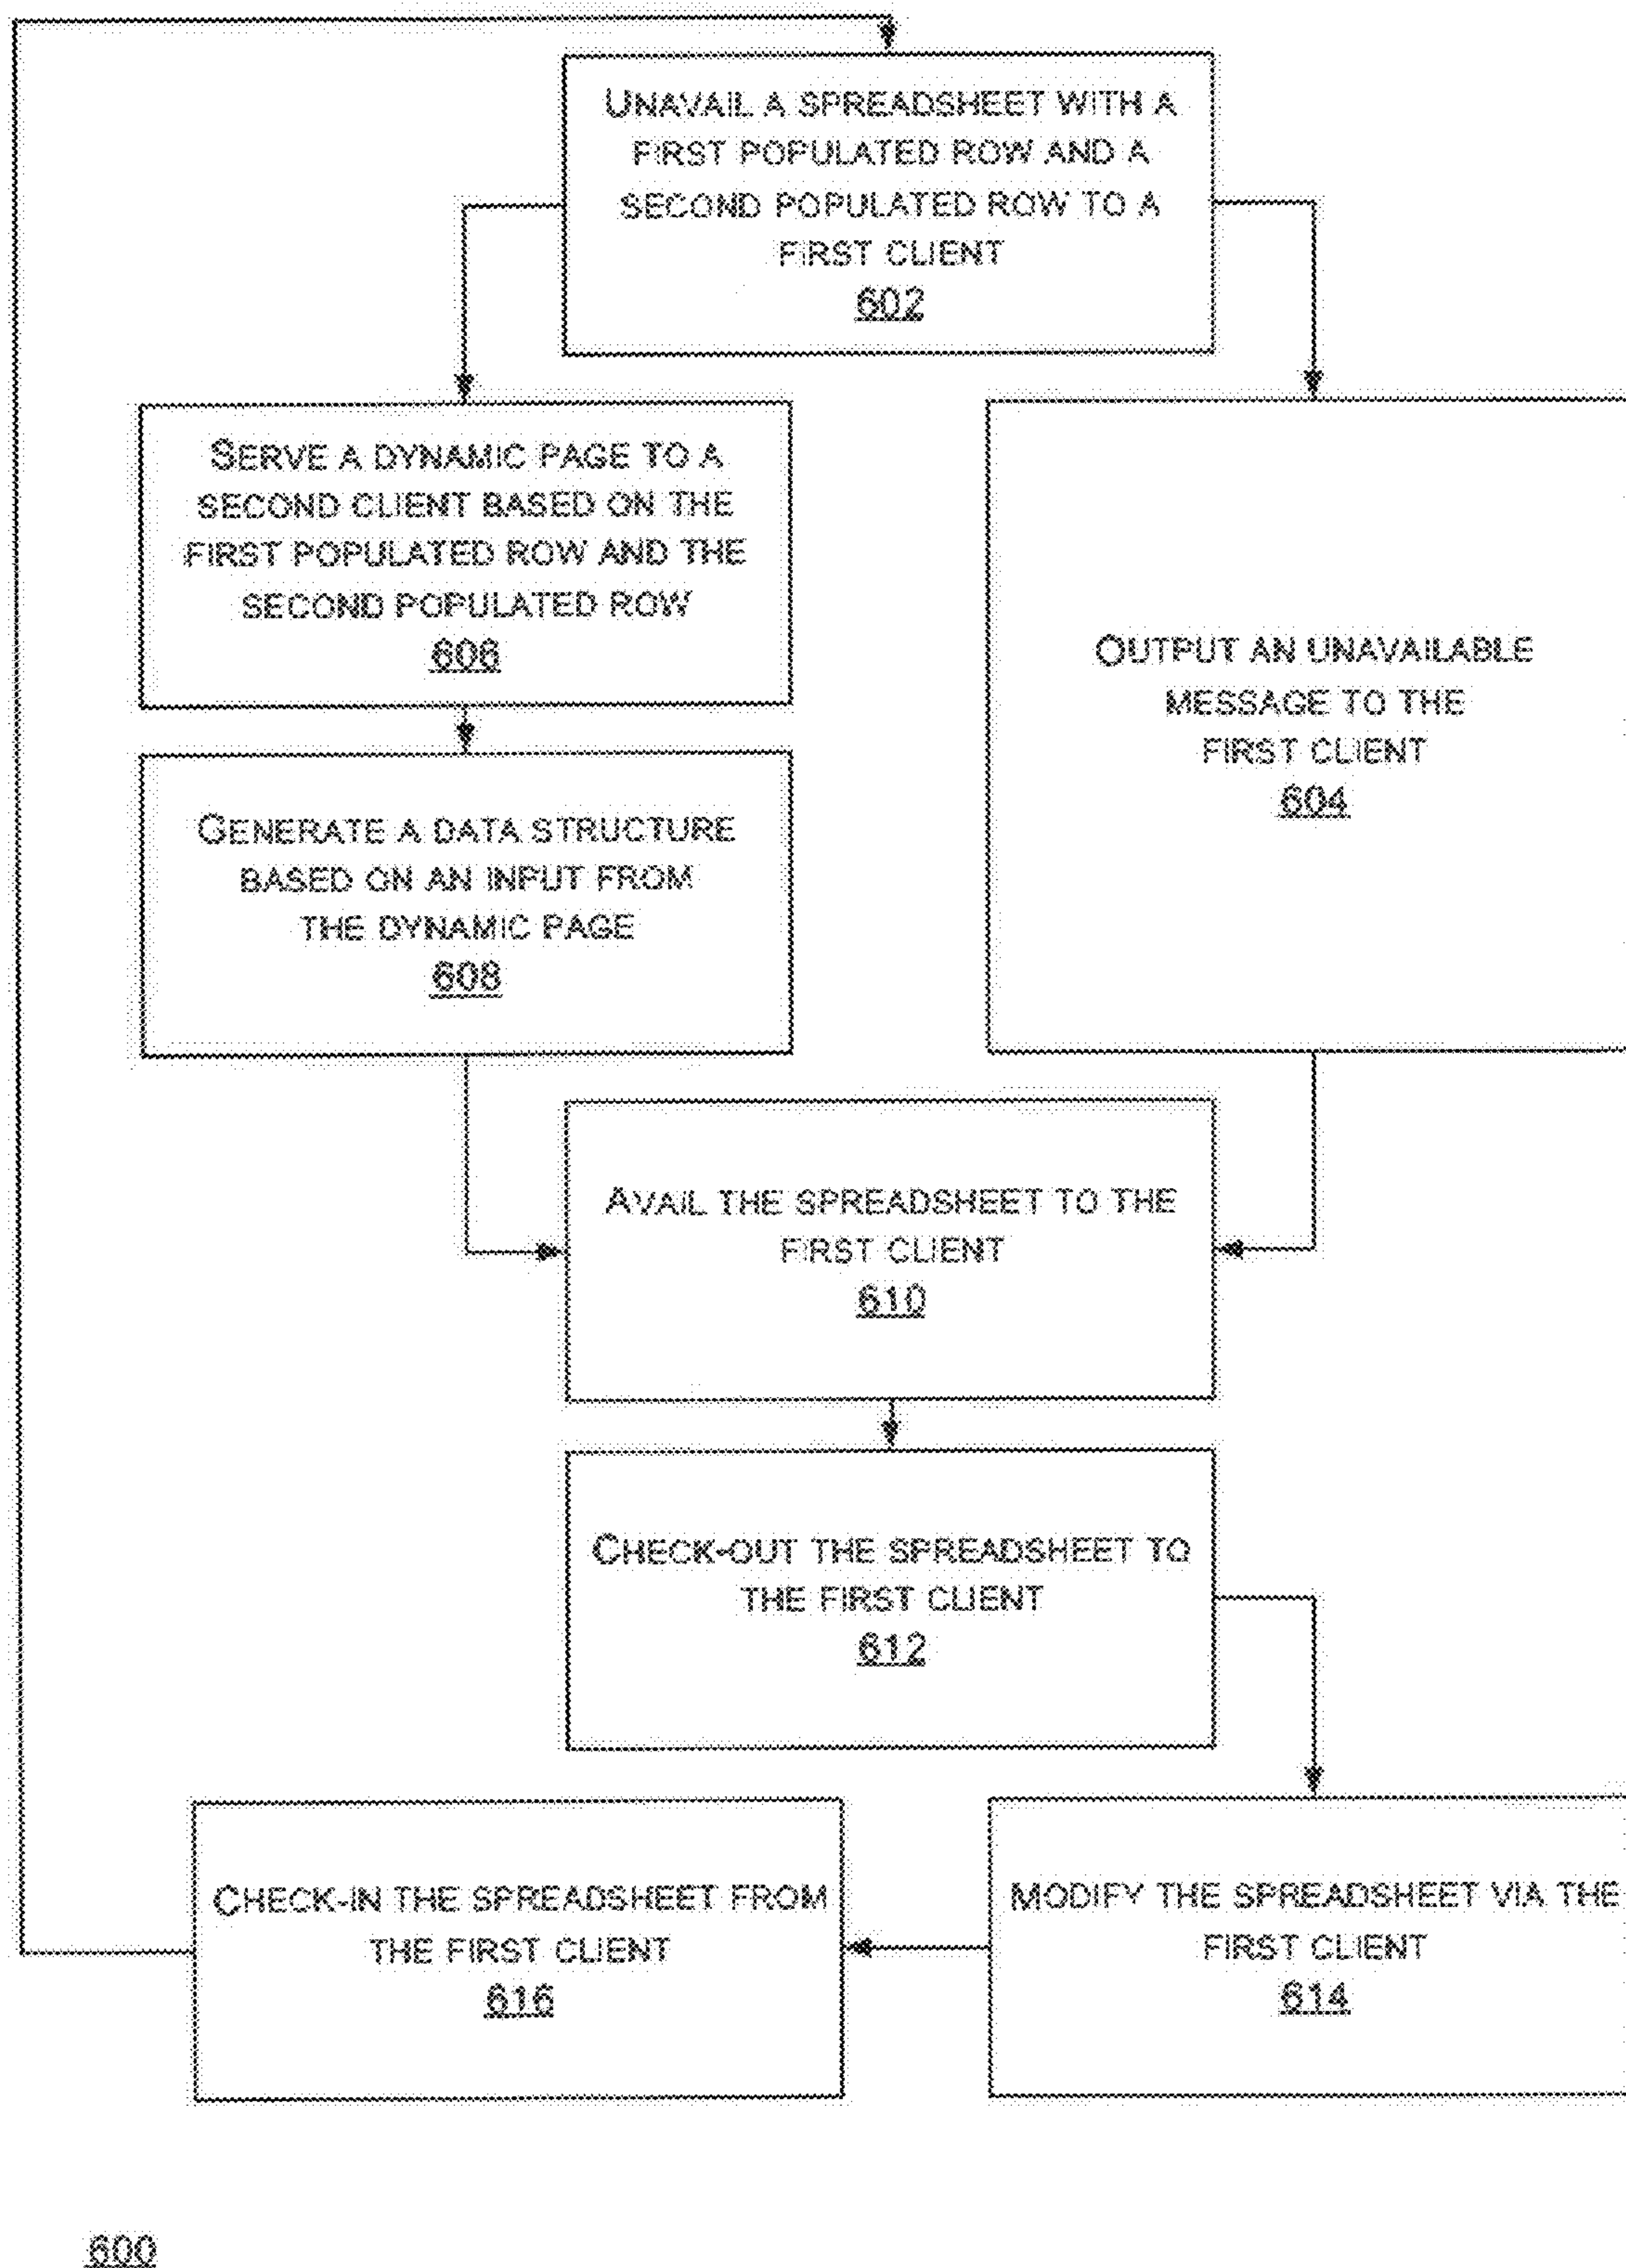 UNAVAIL A SPREADSHEET WITH A
FIRST POPULATED ROW AND A
SECOND POPULATED ROW TO A
FIRST CLIENT
602
SERVE A DYNAMIC PAGE TO A
SECOND CLIENT BASED ON THE
FIRST POPULATED ROW AND THE
SECOND POPULATED ROW
606
OUTPUT AN UNAVAILABLE
MESSAGE TO THE
FIRST CLIENT
604
GENERATE A DATA STRUCTURE
BASED ON AN INPUT FROM
THE DYNAMIC PAGE
608
AVAIL THE SPREADSHEET TO THE
FIRST CLIENT
610
CHECK-OUT THE SPREADSHEET TO
THE FIRST CLIENT
612
CHECK-IN THE SPREADSHEET FROM
THE FIRST CLIENT
616
MODIFY THE SPREADSHEET VIA THE
FIRST CLIENT
614
600